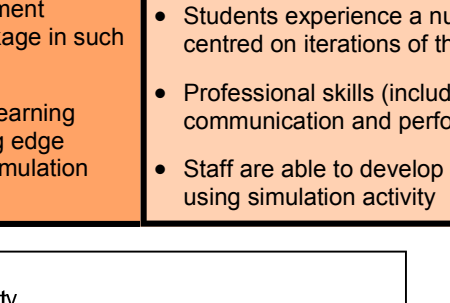 ment
kage in such
earning
g edge
mulation
• Students experience a nu
centred on iterations of th
• Professional skills (includ
communication and perfo
• Staff are able to develop
using simulation activity